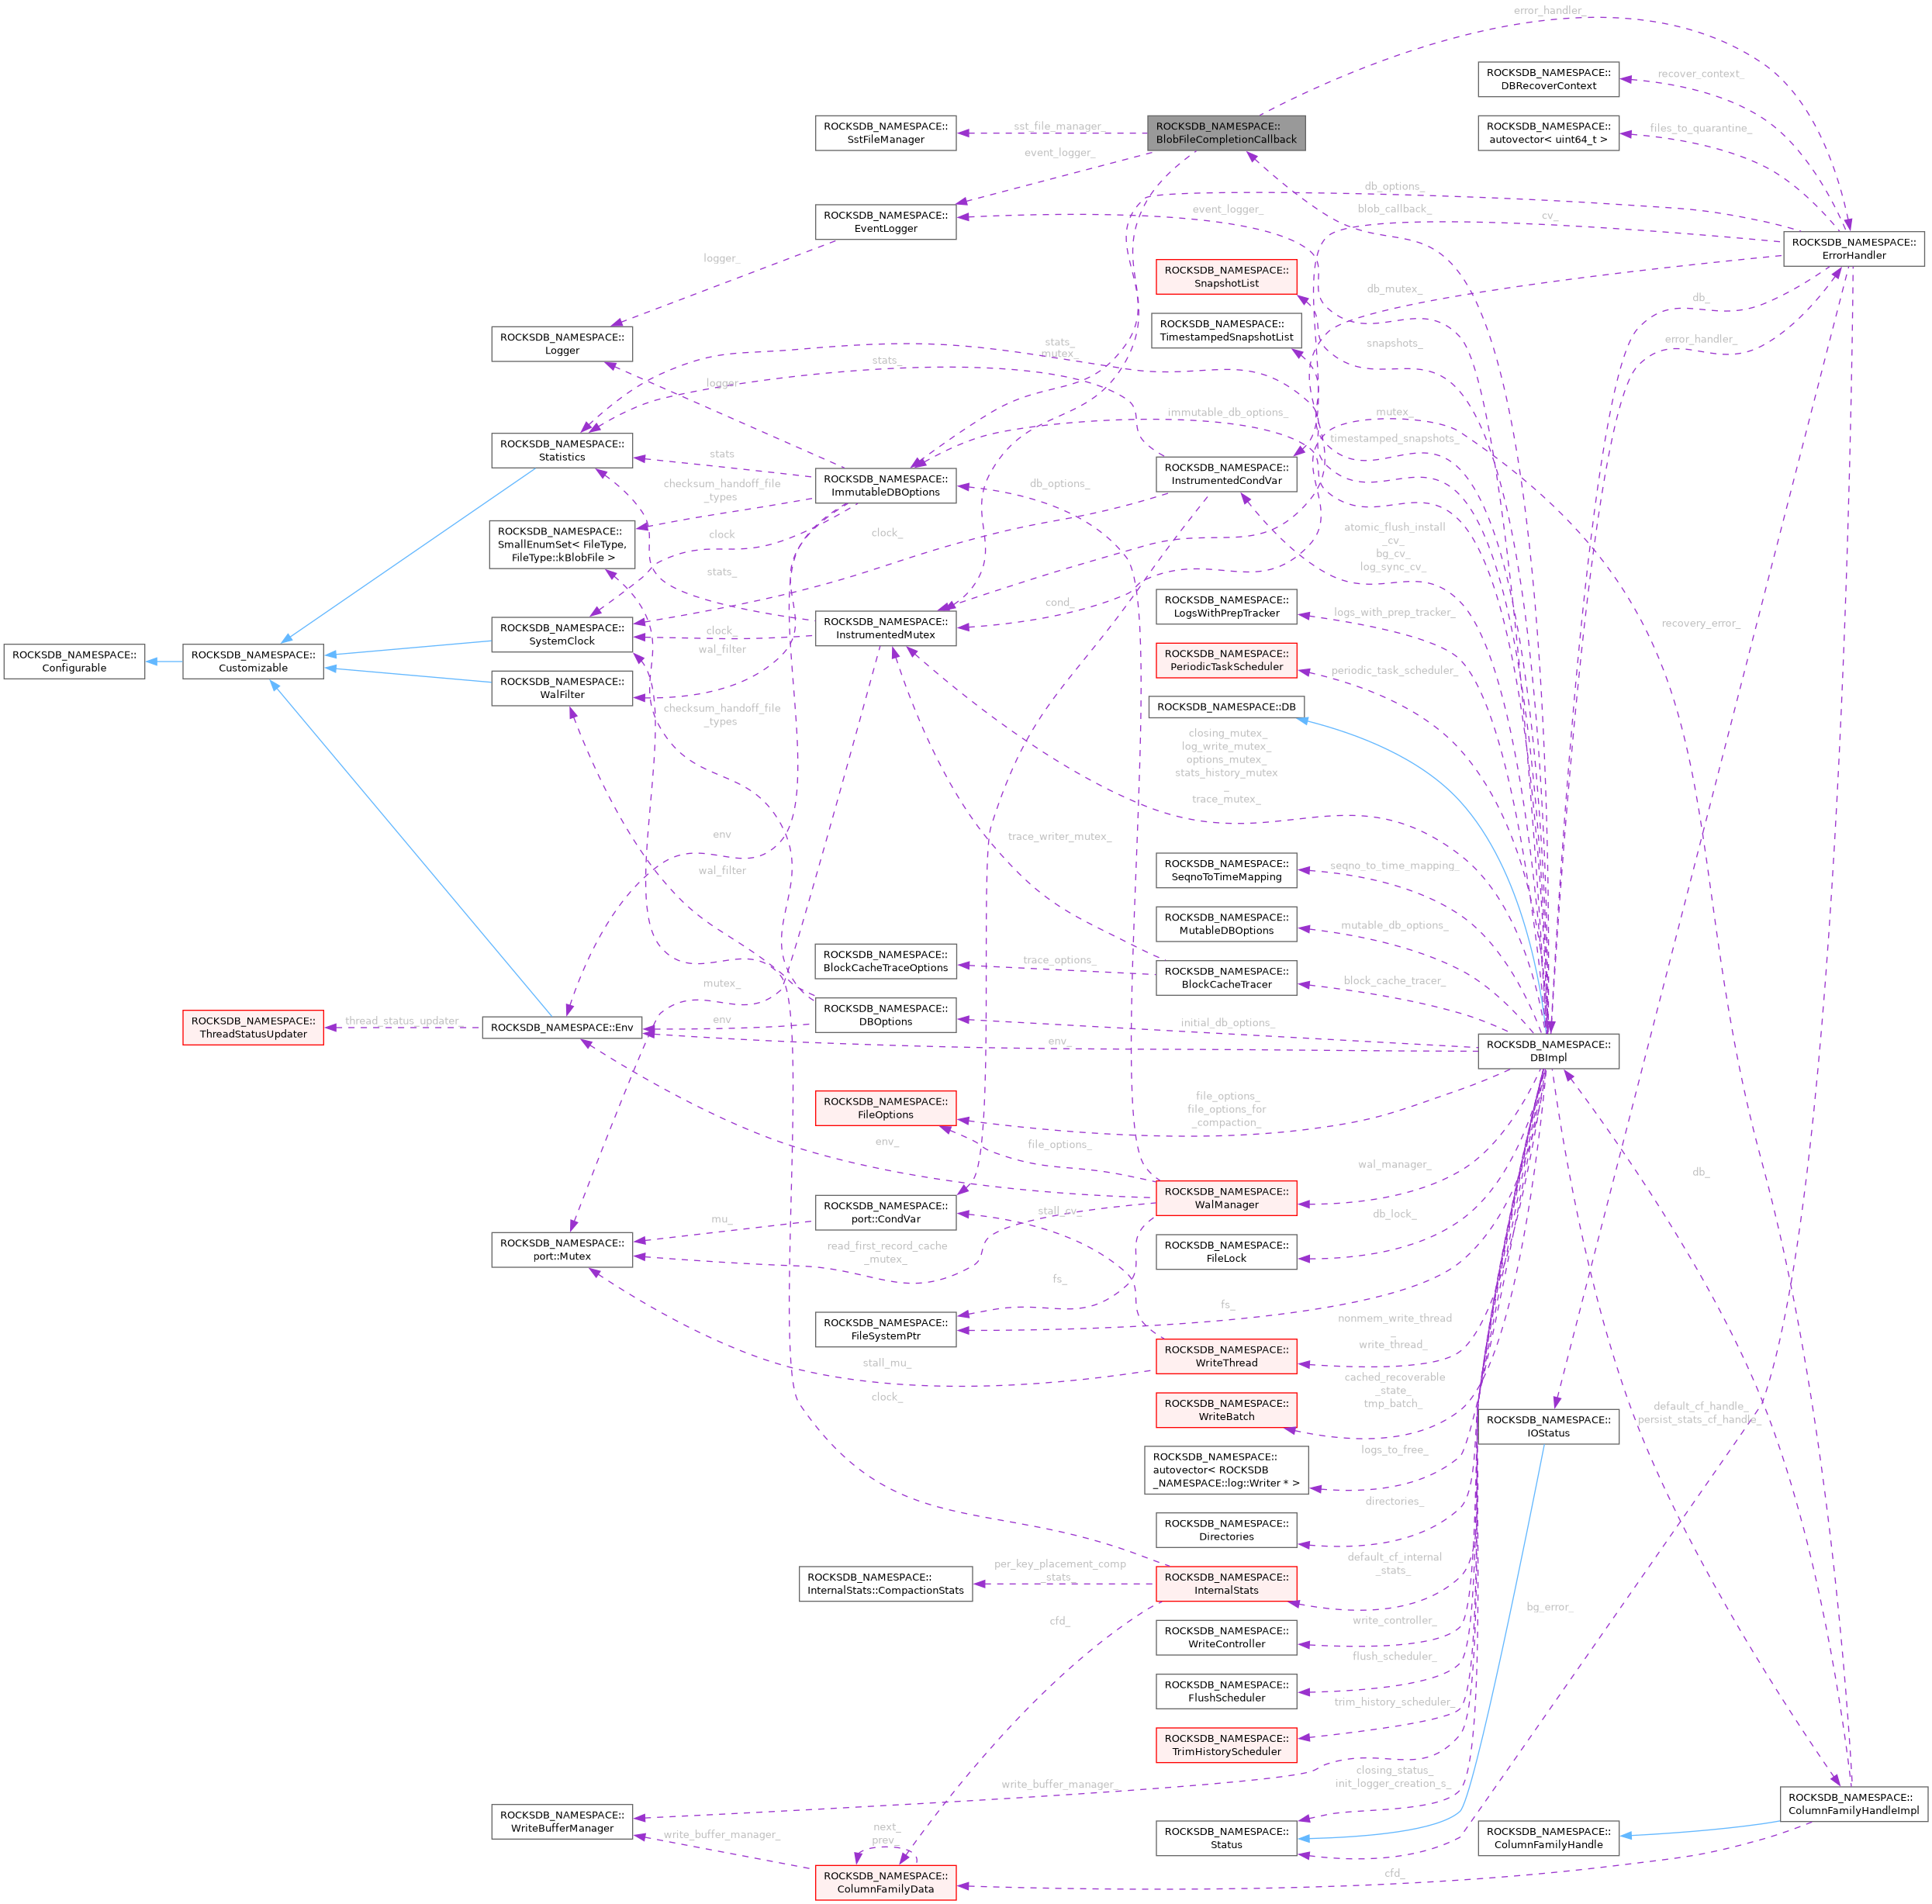 error_handler_
ROCKSDB_NAMESPACE::
DBRecoverContext
recover_context_
ROCKSDB_NAMESPACE::
SstFileManager
sst_file_manager_
ROCKSDB_NAMESPACE::
BlobFileCompletionCallback
ROCKSDB_NAMESPACE::
autovector< uint64_t >
files_to_quarantine_
event_logger_
db_options_
ROCKSDB_NAMESPACE::
EventLogger
event_logger_
blob_callback_
cv_
ROCKSDB_NAMESPACE::
ErrorHandler
logger_
ROCKSDB_NAMESPACE::
SnapshotList
db_mutex_
db_
ROCKSDB_NAMESPACE::
Logger
ROCKSDB_NAMESPACE::
TimestampedSnapshotList
snapshots_
error_handler_
stats_
mutex_
stats_
logger
immutable_db_options_
mutex_
ROCKSDB_NAMESPACE::
Statistics
stats
timestamped_snapshots_
ROCKSDB_NAMESPACE::
ImmutableDBOptions
ROCKSDB_NAMESPACE::
InstrumentedCondVar
checksum_handoff_file
_types
db_options_
ROCKSDB_NAMESPACE::
SmallEnumSet< FileType,
FileType::kBlobFile >
clock
clock_
atomic_flush_install
_cv_
bg_cv_
log_sync_cv_
stats_
cond_
ROCKSDB_NAMESPACE::
LogsWithPrepTracker
logs_with_prep_tracker_
recovery_error_
ROCKSDB_NAMESPACE::
SystemClock
clock_
wal_filter
ROCKSDB_NAMESPACE::
InstrumentedMutex
ROCKSDB_NAMESPACE::
Configurable
ROCKSDB_NAMESPACE::
Customizable
ROCKSDB_NAMESPACE::
PeriodicTaskScheduler
periodic_task_scheduler_
ROCKSDB_NAMESPACE::
WalFilter
checksum_handoff_file
_types
ROCKSDB_NAMESPACE::DB
closing_mutex_
log_write_mutex_
options_mutex_
stats_history_mutex
_
trace_mutex_
env
wal_filter
trace_writer_mutex_
ROCKSDB_NAMESPACE::
SeqnoToTimeMapping
seqno_to_time_mapping_
ROCKSDB_NAMESPACE::
MutableDBOptions
mutable_db_options_
ROCKSDB_NAMESPACE::
BlockCacheTraceOptions
trace_options_
ROCKSDB_NAMESPACE::
BlockCacheTracer
block_cache_tracer_
mutex_
ROCKSDB_NAMESPACE::
ThreadStatusUpdater
thread_status_updater
ROCKSDB_NAMESPACE::Env
env
ROCKSDB_NAMESPACE::
DBOptions
initial_db_options_
env_
ROCKSDB_NAMESPACE::
DBImpl
ROCKSDB_NAMESPACE::
FileOptions
file_options_
file_options_for
_compaction_
env_
file_options_
ROCKSDB_NAMESPACE::
WalManager
wal_manager_
db_
mu_
ROCKSDB_NAMESPACE::
port::CondVar
stall_cv_
db_lock_
ROCKSDB_NAMESPACE::
port::Mutex
read_first_record_cache
_mutex_
ROCKSDB_NAMESPACE::
FileLock
fs_
fs_
ROCKSDB_NAMESPACE::
FileSystemPtr
nonmem_write_thread
_
write_thread_
ROCKSDB_NAMESPACE::
WriteThread
stall_mu_
clock_
cached_recoverable
_state_
tmp_batch_
ROCKSDB_NAMESPACE::
WriteBatch
default_cf_handle_
persist_stats_cf_handle_
ROCKSDB_NAMESPACE::
IOStatus
ROCKSDB_NAMESPACE::
autovector< ROCKSDB
_NAMESPACE::log::Writer * >
logs_to_free_
ROCKSDB_NAMESPACE::
Directories
directories_
ROCKSDB_NAMESPACE::
InternalStats::CompactionStats
per_key_placement_comp
_stats_
ROCKSDB_NAMESPACE::
InternalStats
default_cf_internal
_stats_
cfd_
bg_error_
ROCKSDB_NAMESPACE::
WriteController
write_controller_
ROCKSDB_NAMESPACE::
FlushScheduler
flush_scheduler_
ROCKSDB_NAMESPACE::
TrimHistoryScheduler
trim_history_scheduler_
write_buffer_manager_
closing_status_
init_logger_creation_s_
ROCKSDB_NAMESPACE::
WriteBufferManager
write_buffer_manager_
next_
prev_
ROCKSDB_NAMESPACE::
ColumnFamilyData
ROCKSDB_NAMESPACE::
Status
ROCKSDB_NAMESPACE::
ColumnFamilyHandle
ROCKSDB_NAMESPACE::
ColumnFamilyHandleImpl
cfd_